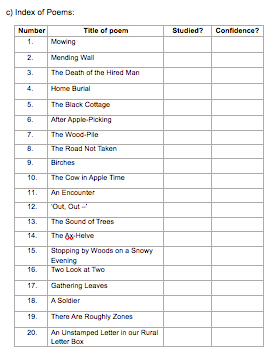 c) Index of Poems:
Number Title of poem Studied? Confidence?
1. Mowing
2. Mending Wall
3. The Death of the Hired Man
4. Home Burial
5. The Black Cottage
6. After Apple-Picking
7. The Wood-Pile
8. The Road Not Taken
9. Birches
10. The Cow in Apple Time
11. An Encounter
12. 'Out, Out –'
13. The Sound of Trees
14. The Ax-Helve
15. Stopping by Woods on a Snowy
Evening
16. Two Look at Two
17. Gathering Leaves
18. A Soldier
19. There Are Roughly Zones
20. An Unstamped Letter in our Rural
Letter Box